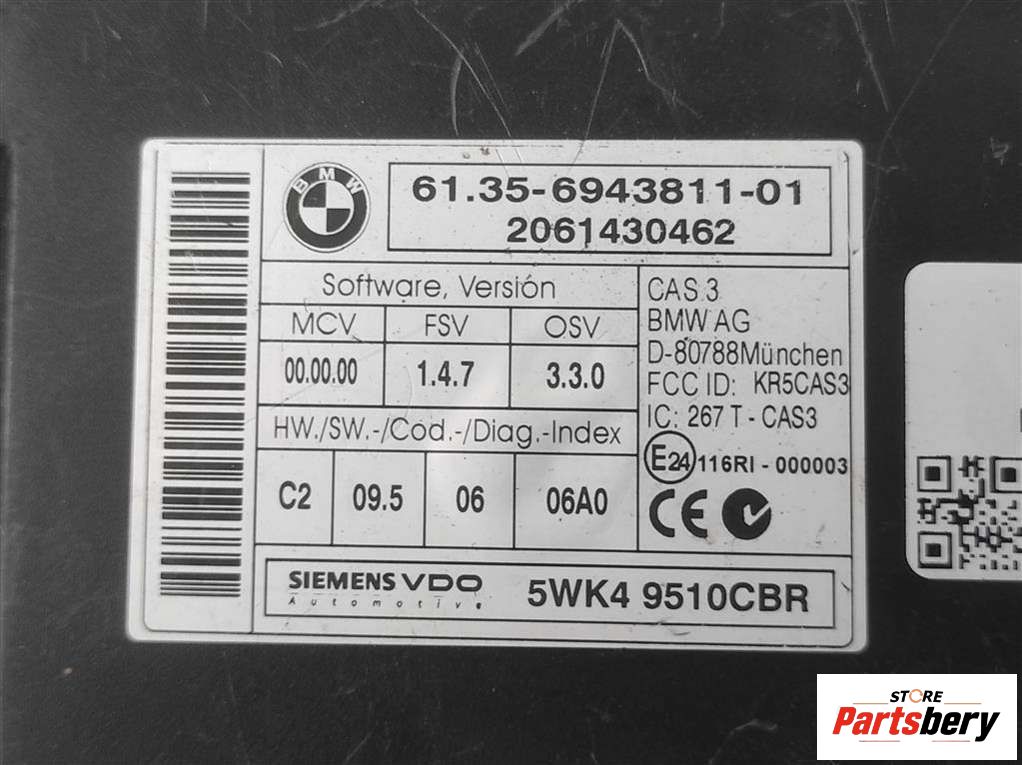 BMW
61.35-6943811-01
2061430462
Software, Versión
MCV FSV OSV
00.00.00 1.4.7 3.3.0
HW./SW.-/Cod.-/Diag.-Index
C2 09.5 06 06A0
CAS 3
BMW AG
D-80788München
FCC ID: KR5CAS3
IC: 267 T - CAS3
E24 116RI - 000003
CE
SIEMENS VDO
Automotive
5WK4 9510CBR
STORE
Partsbery